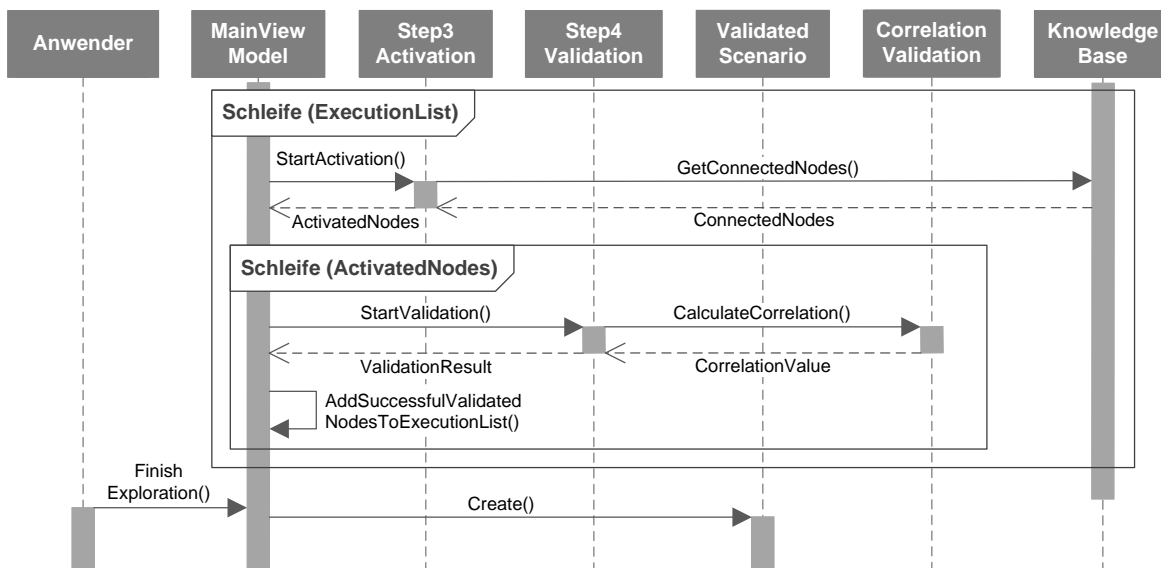 Anwender
MainView
Model
Step3
Activation
Step4
Validation
Validated
Scenario
Correlation
Validation
Knowledge
Base
Schleife (ExecutionList)
StartActivation()
GetConnectedNodes()
ActivatedNodes
ConnectedNodes
Schleife (ActivatedNodes)
StartValidation()
CalculateCorrelation()
ValidationResult
CorrelationValue
AddSuccessfulValidated
NodesToExecutionList()
Finish
Exploration()
Create()